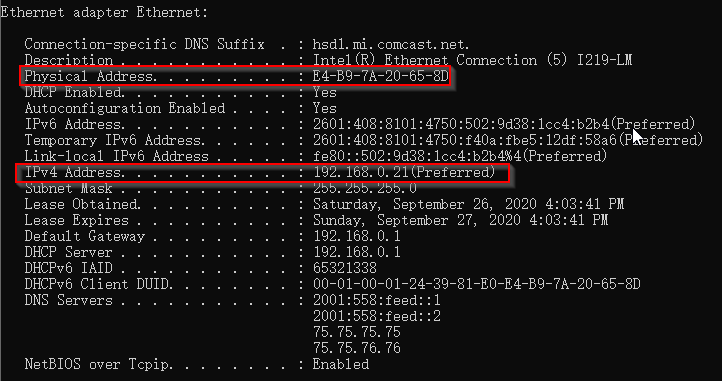 Ethernet adapter Ethernet:
Connection-specific DNS Suffix  . : hsd1.mi.comcast.net.
Description . . . . . . . . . . . : Intel(R) Ethernet Connection (5) I219-LM
Physical Address. . . . . . . . . : E4-B9-7A-20-65-8D
DHCP Enabled. . . . . . . . . . . : Yes
Autoconfiguration Enabled . . . . : Yes
IPv6 Address. . . . . . . . . . . : 2601:408:8101:4750:502:9d38:1cc4:b2b4(Preferred)
Temporary IPv6 Address. . . . . . : 2601:408:8101:4750:f40a:fbe5:12df:58a6(Preferred)
Link-local IPv6 Address . . . . . : fe80::502:9d38:1cc4:b2b4%4(Preferred)
IPv4 Address. . . . . . . . . . . : 192.168.0.21(Preferred)
Subnet Mask . . . . . . . . . . . : 255.255.255.0
Lease Obtained. . . . . . . . . . : Saturday, September 26, 2020 4:03:41 PM
Lease Expires . . . . . . . . . . : Sunday, September 27, 2020 4:03:41 PM
Default Gateway . . . . . . . . . : 192.168.0.1
DHCP Server . . . . . . . . . . . : 192.168.0.1
DHCPv6 IAID . . . . . . . . . . . : 65321338
DHCPv6 Client DUID. . . . . . . . : 00-01-00-01-24-39-81-E0-E4-B9-7A-20-65-8D
DNS Servers . . . . . . . . . . . : 2001:558:feed::1
2001:558:feed::2
75.75.75.75
75.75.76.76
NetBIOS over Tcpip. . . . . . . . : Enabled